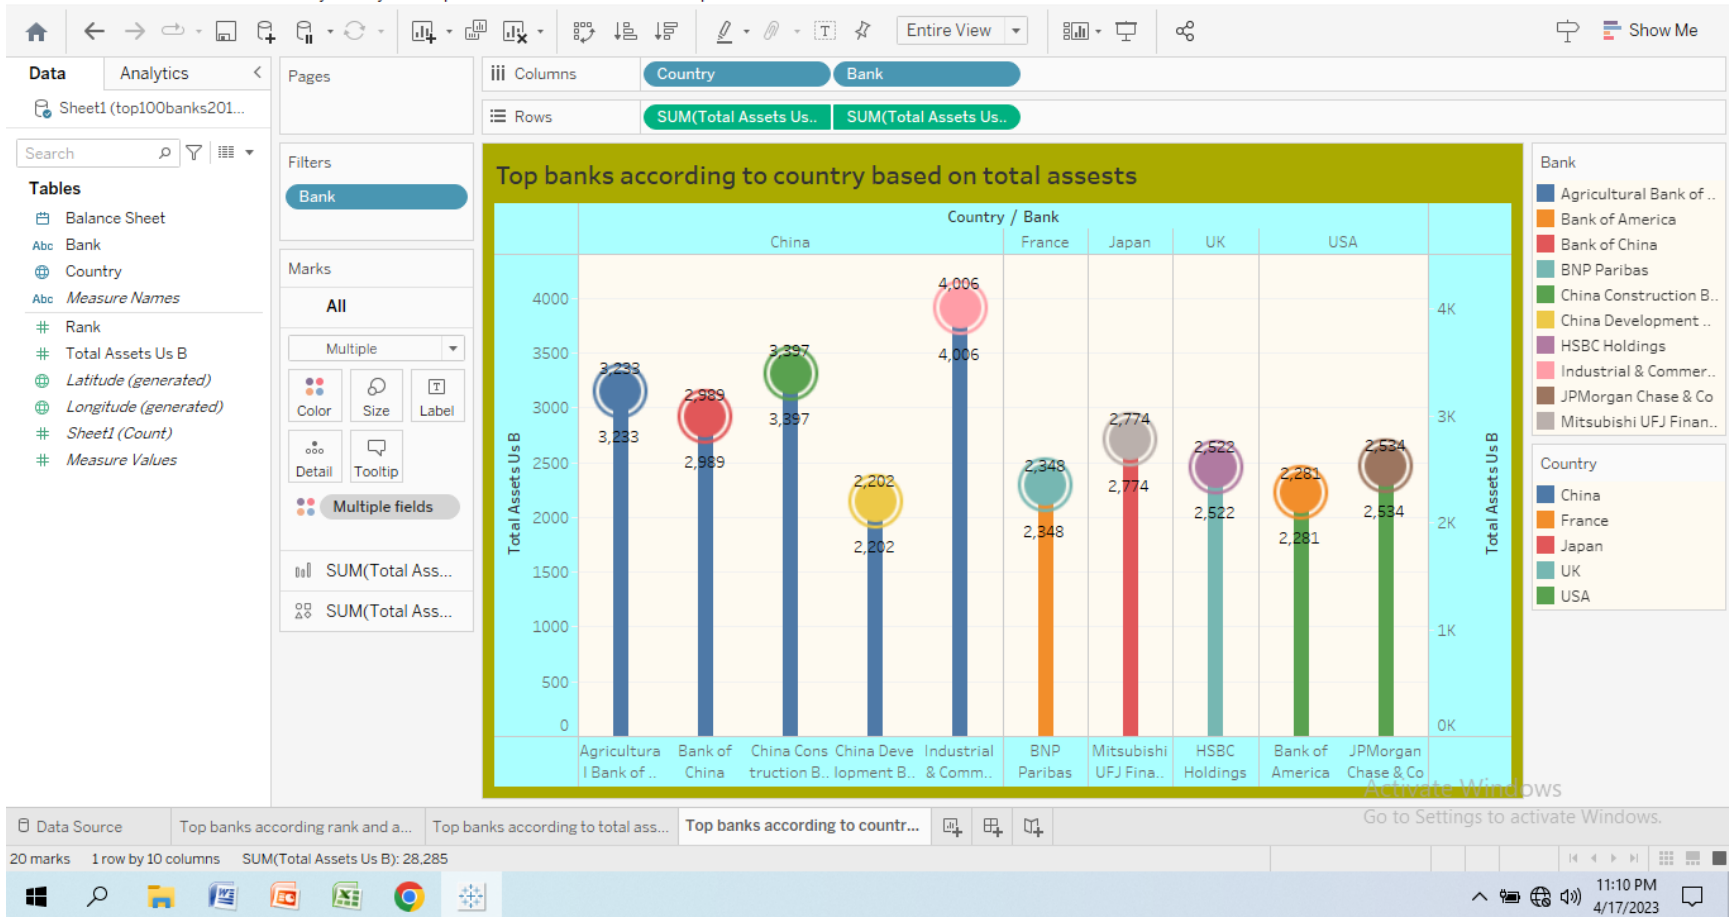 Entire View
Show Me
Data
Analytics
Pages
Columns
Country
Bank
Sheet1 (top100banks201...
Rows
SUM(Total Assets Us..
SUM(Total Assets Us..
Search
Filters
Bank
Tables
Balance Sheet
Abc Bank
Country
Abc Measure Names
# Rank
# Total Assets Us B
Latitude (generated)
Longitude (generated)
# Sheet1 (Count)
# Measure Values
Marks
All
Multiple
Color
Size
T
Label
Detail
Tooltip
Multiple fields
SUM(Total Ass...
SUM(Total Ass...
Top banks according to country based on total assests
Country / Bank
China
France
Japan
UK
USA
Total Assets Us B
4000
3500
3000
2500
2000
1500
1000
500
0
3,233
3,233
2,989
2,989
3,397
3,397
2,202
2,202
4,006
4,006
2,348
2,348
2,774
2,774
2,522
2,522
2,281
2,281
2,534
2,534
4K
3K
2K
1K
0K
Total Assets Us B
Agricultura
l Bank of ..
Bank of
China
China Cons
truction B..
China Deve
lopment B..
Industrial
& Comm..
BNP
Paribas
Mitsubishi
UFJ Fina..
HSBC
Holdings
Bank of
America
JPMorgan
Chase & Co
Bank
Agricultural Bank of ..
Bank of America
Bank of China
BNP Paribas
China Construction B..
China Development ..
HSBC Holdings
Industrial & Commer..
JPMorgan Chase & Co
Mitsubishi UFJ Finan..
Country
China
France
Japan
UK
USA
Activate Windows
Go to Settings to activate Windows.
Data Source
Top banks according rank and a...
Top banks according to total ass...
Top banks according to countr...
20 marks
1 row by 10 columns
SUM(Total Assets Us B): 28,285
11:10 PM
4/17/2023